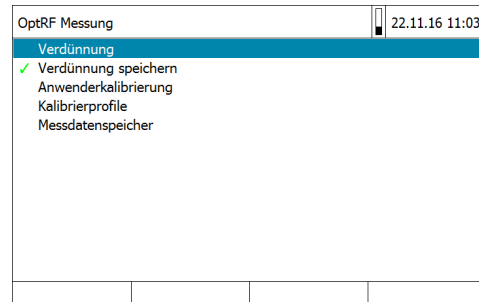 OptRF Messung
22.11.16 11:03
Verdünnung
✓ Verdünnung speichern
Anwenderkalibrierung
Kalibrierprofile
Messdatenspeicher